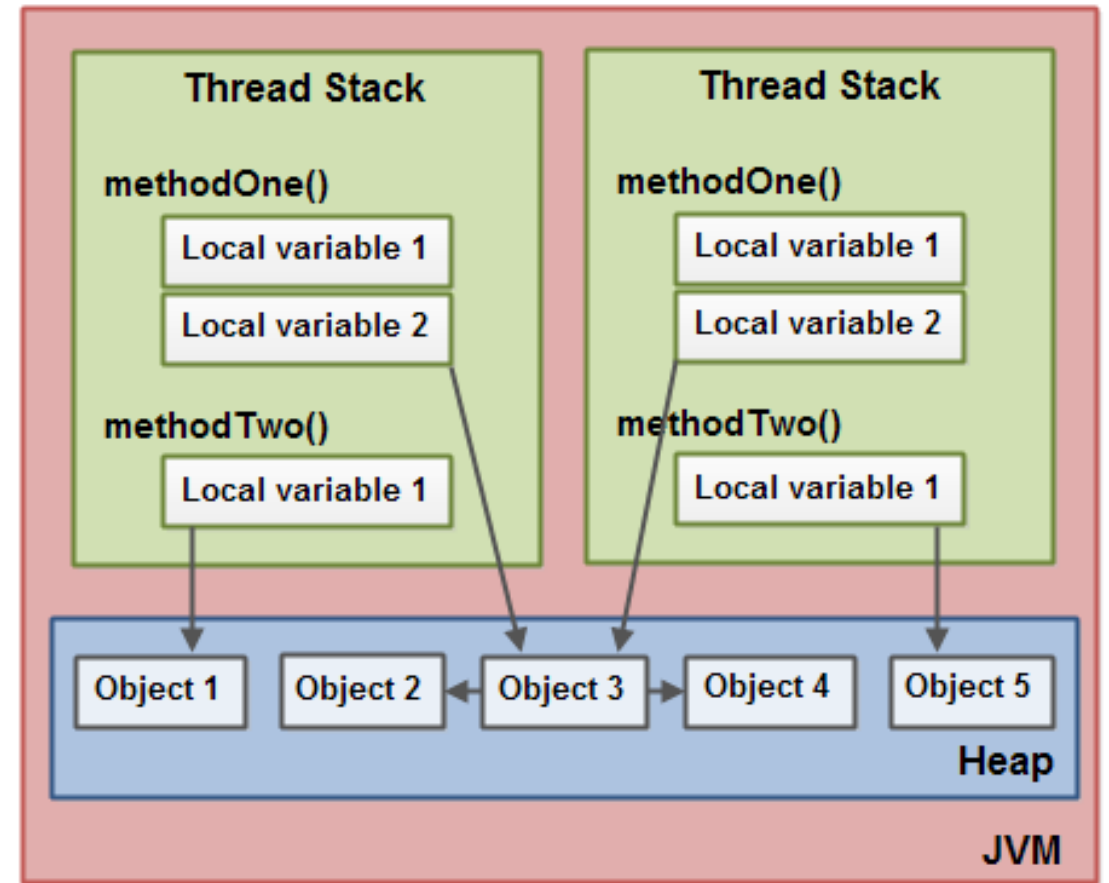 Thread Stack
methodOne()
Local variable 1
Local variable 2
methodTwo()
Local variable 1
Thread Stack
methodOne()
Local variable 1
Local variable 2
methodTwo()
Local variable 1
Object 1
Object 2
Object 3
Object 4
Object 5
Heap
JVM